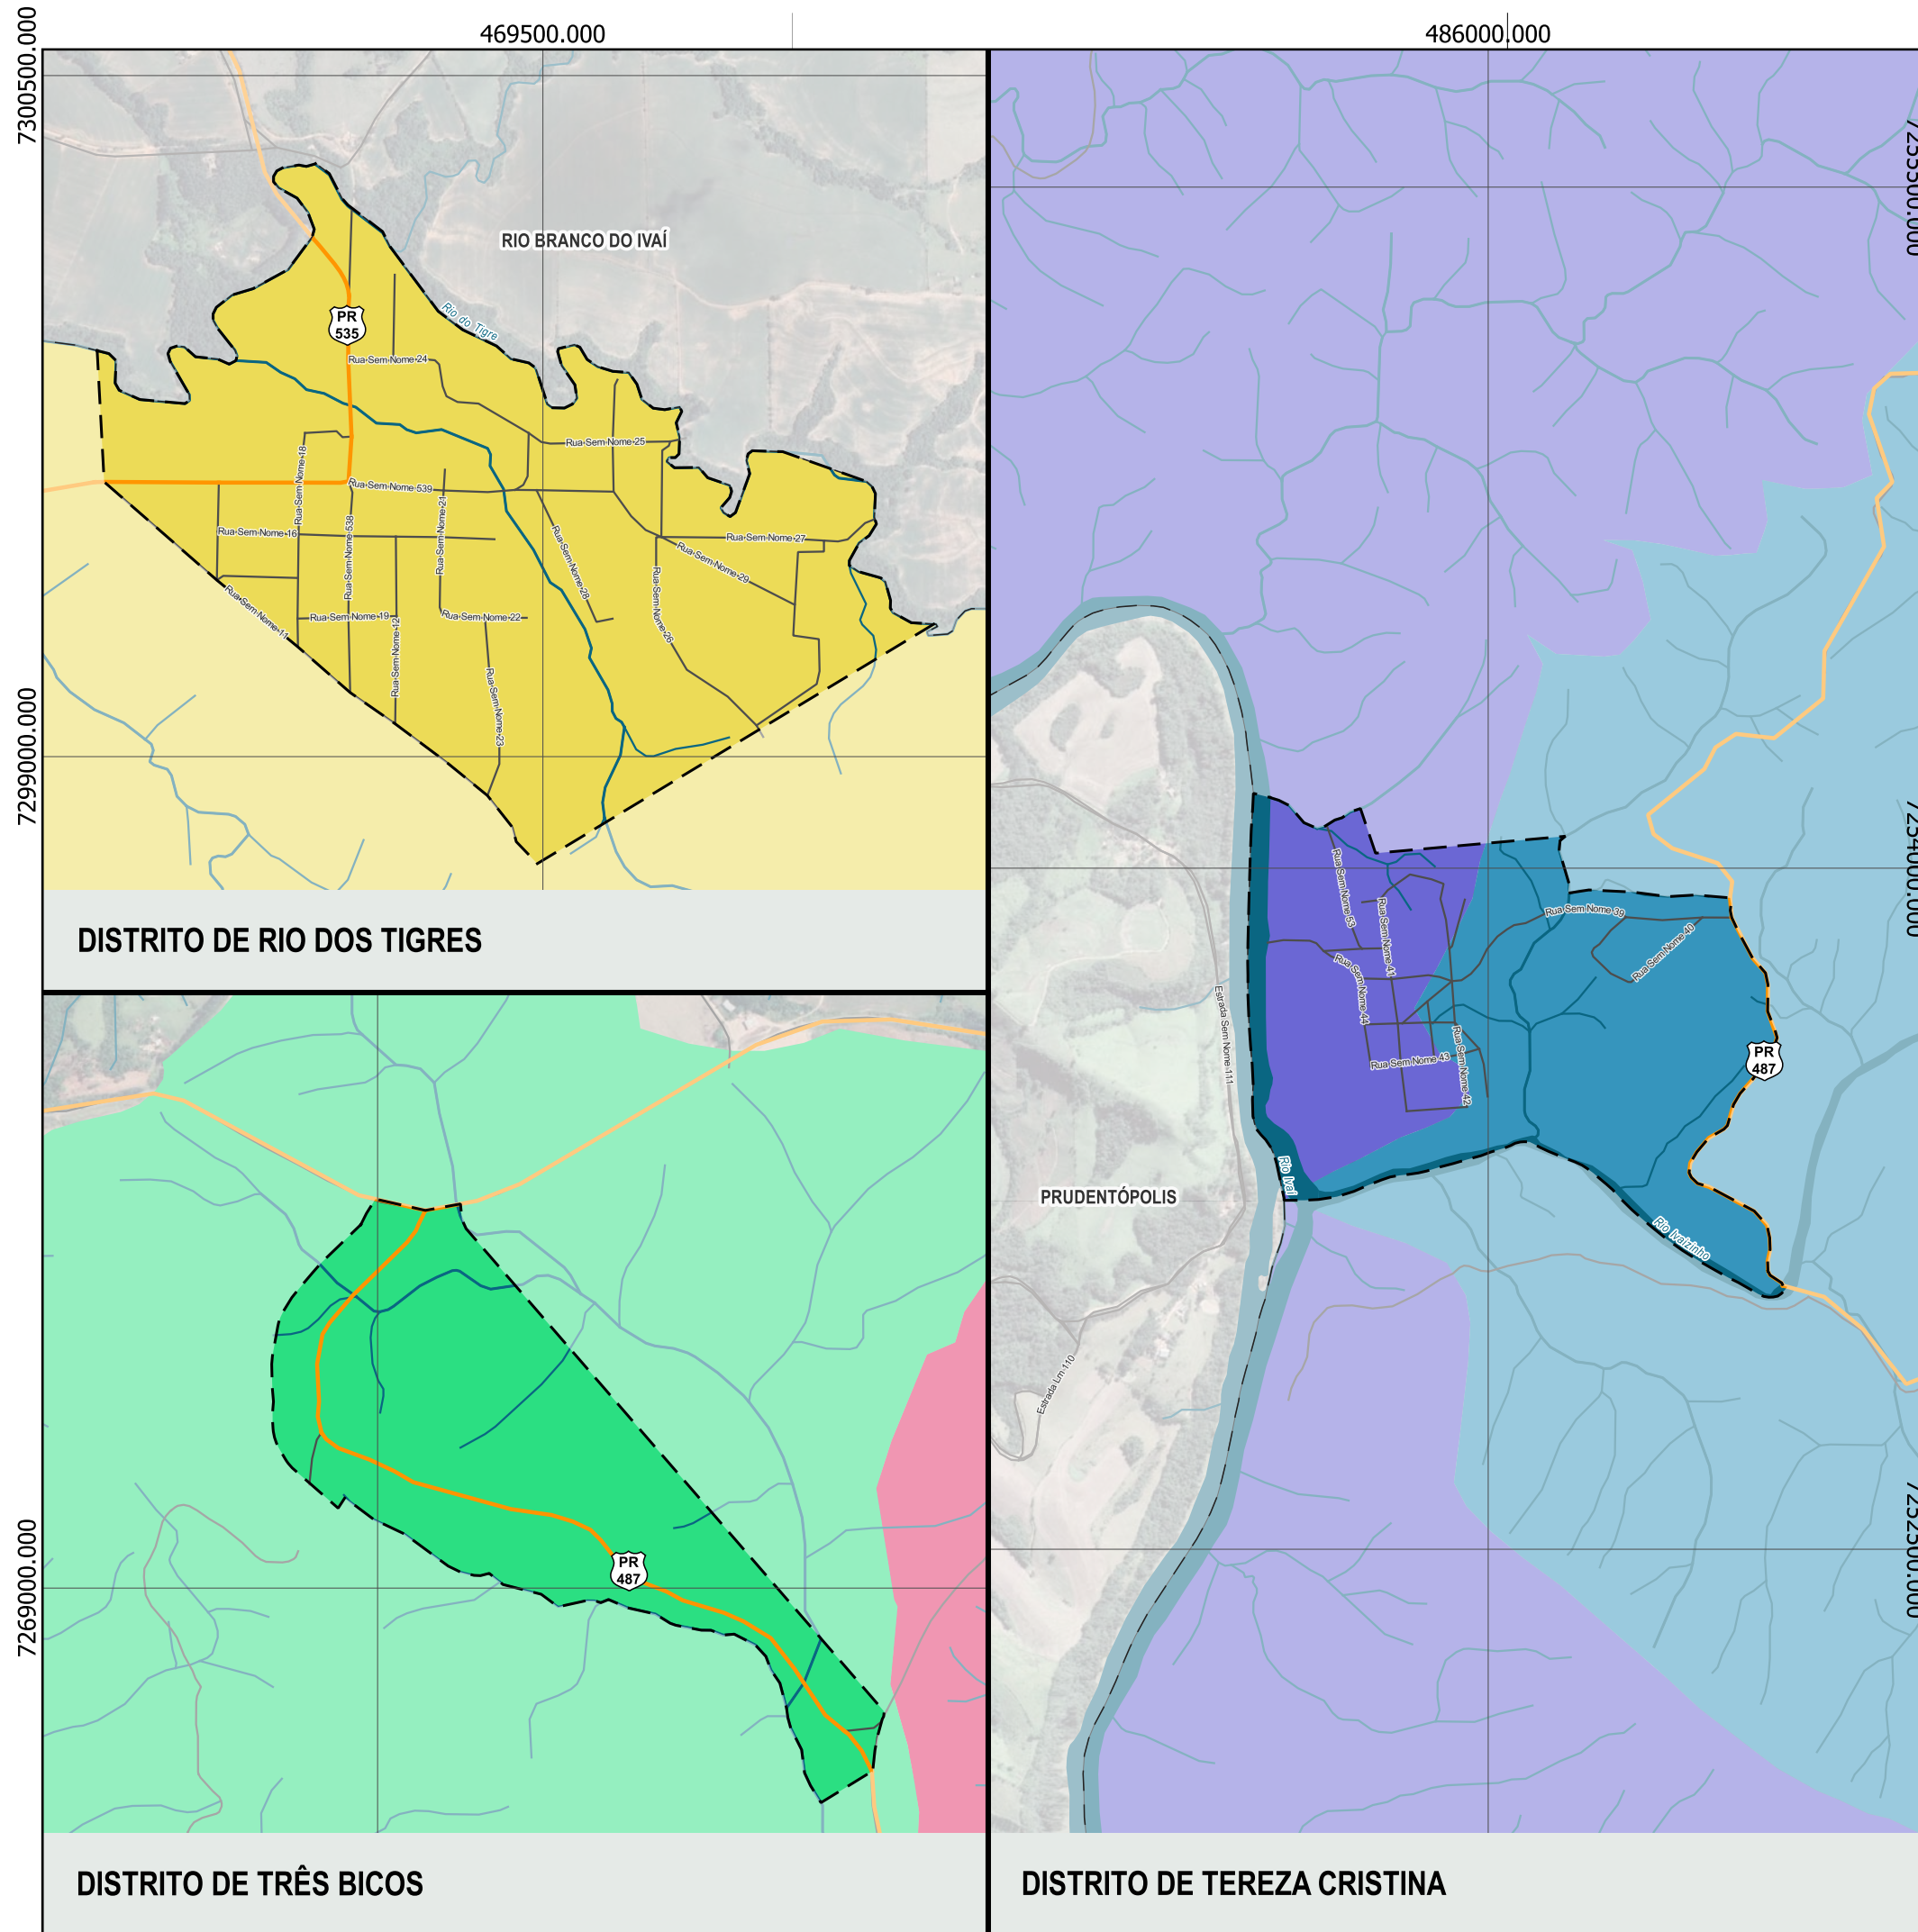 469500.000
486000.000
7300500.000
7299000.000
7269000.000
7255500.000
7254000.000
7252500.000
RIO BRANCO DO IVAÍ
Rio do Tigre
PR
535
Rua Sem Nome 24
Rua Sem Nome 25
Rua Sem Nome 18
Rua Sem Nome 539
Rua Sem Nome 21
Rua Sem Nome 16
Rua Sem Nome 538
Rua Sem Nome 28
Rua Sem Nome 27
Rua Sem Nome 29
Rua Sem Nome 26
Rua Sem Nome 11
Rua Sem Nome 19
Rua Sem Nome 12
Rua Sem Nome 22
Rua Sem Nome 23
DISTRITO DE RIO DOS TIGRES
PR
487
DISTRITO DE TRÊS BICOS
Rua Sem Nome 53
Rua Sem Nome 41
Rua Sem Nome 39
Rua Sem Nome 40
Rua Sem Nome 44
Rua Sem Nome 43
Rua Sem Nome 42
Estrada Sem Nome 111
PR
487
Rio Ivaí
PRUDENTÓPOLIS
Rio Ivaizinho
Estrada Lm 110
DISTRITO DE TEREZA CRISTINA